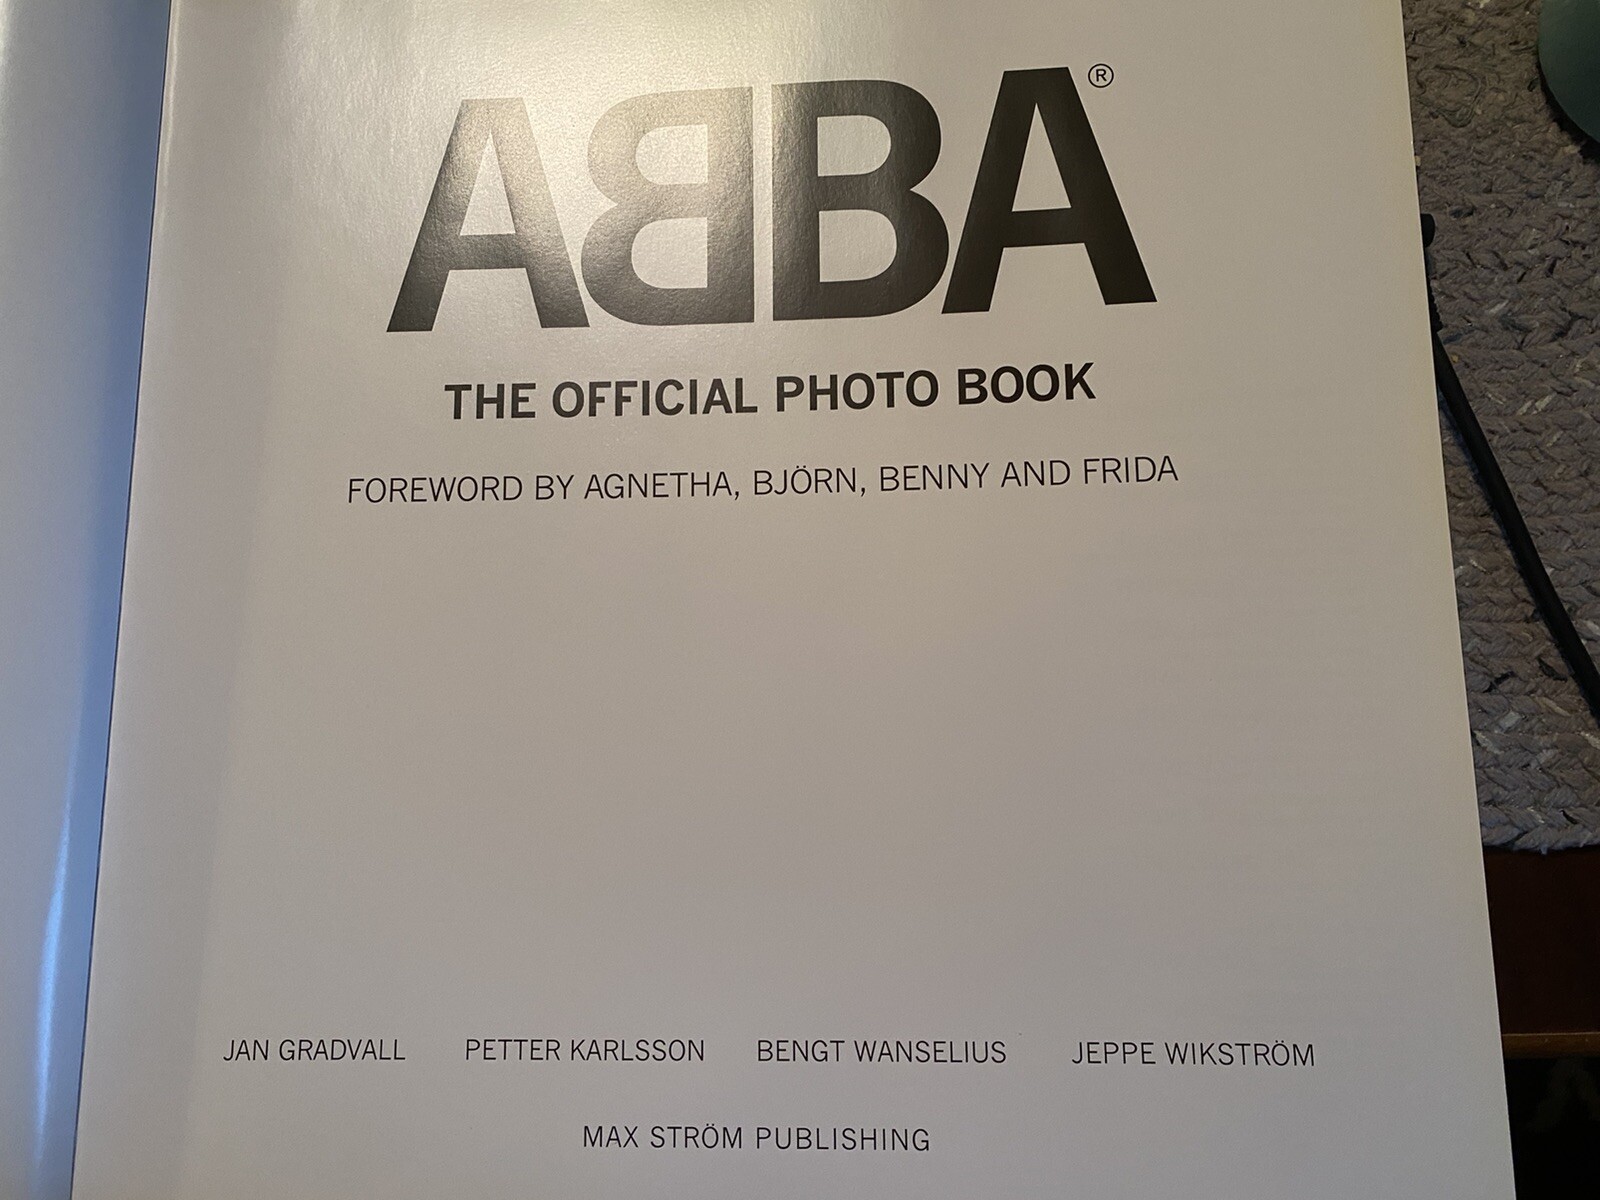 ABBA®
THE OFFICIAL PHOTO BOOK
FOREWORD BY AGNETHA, BJÖRN, BENNY AND FRIDA
JAN GRADVALL PETTER KARLSSON BENGT WANSELIUS JEPPE WIKSTRÖM
MAX STRÖM PUBLISHING